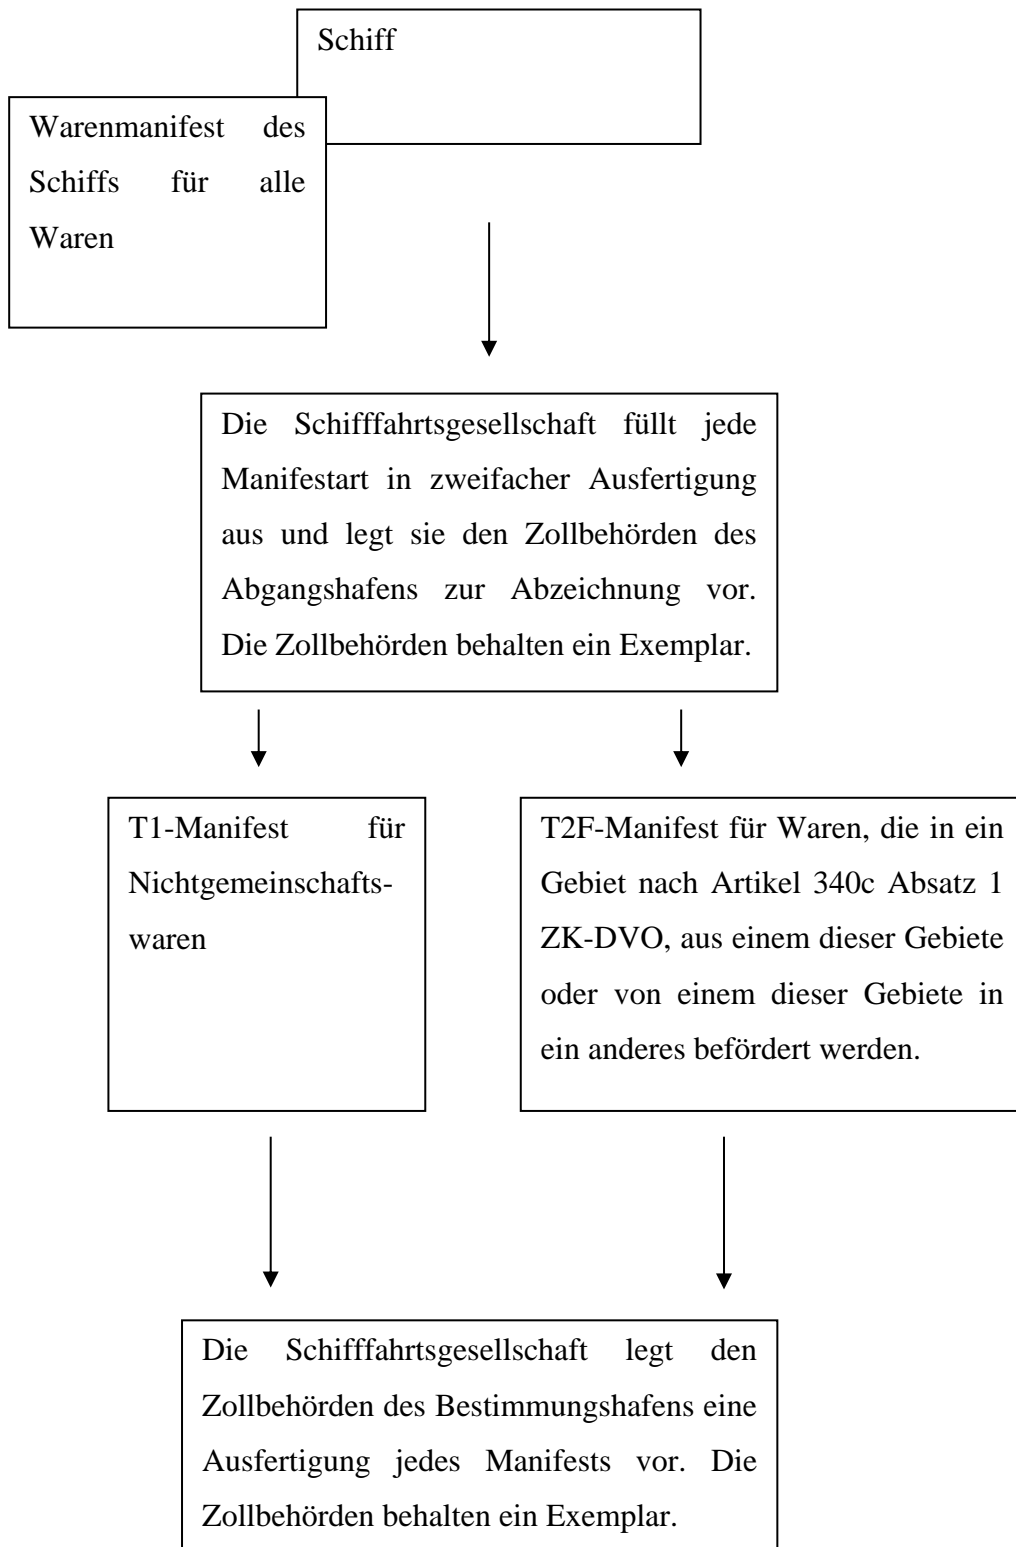 Schiff
Warenmanifest des
Schiffs für alle
Waren
Die Schifffahrtsgesellschaft füllt jede
Manifestart in zweifacher Ausfertigung
aus und legt sie den Zollbehörden des
Abgangshafens zur Abzeichnung vor.
Die Zollbehörden behalten ein Exemplar.
T1-Manifest für
Nichtgemeinschafts-
waren
T2F-Manifest für Waren, die in ein
Gebiet nach Artikel 340c Absatz 1
ZK-DVO, aus einem dieser Gebiete
oder von einem dieser Gebiete in
ein anderes befördert werden.
Die Schifffahrtsgesellschaft legt den
Zollbehörden des Bestimmungshafens eine
Ausfertigung jedes Manifests vor. Die
Zollbehörden behalten ein Exemplar.